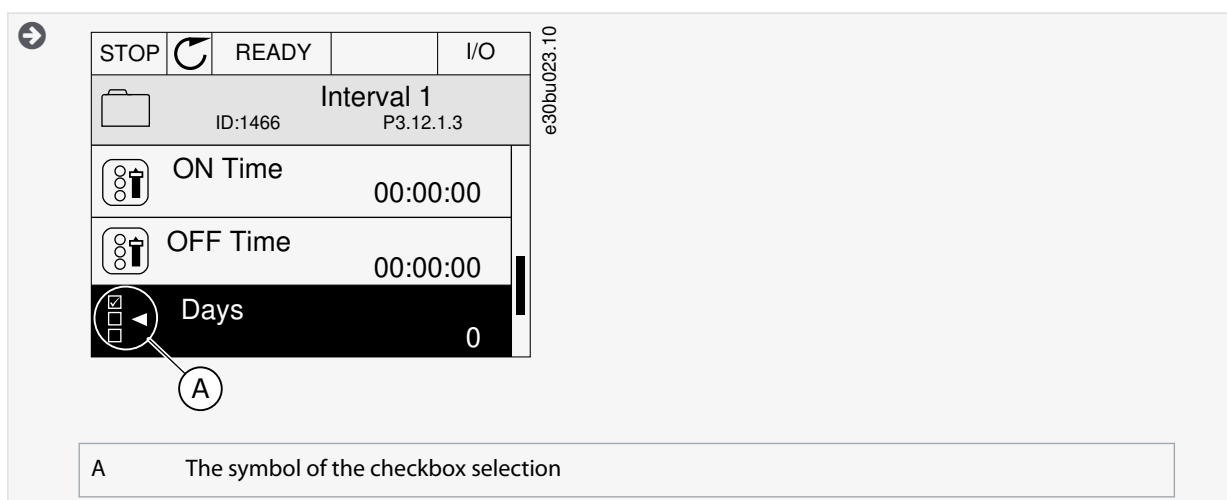 STOP READY I/O
Interval 1
ID:1466 P3.12.1.3
ON Time
00:00:00
OFF Time
00:00:00
Days
0
A
e30bu023.10
A The symbol of the checkbox selection